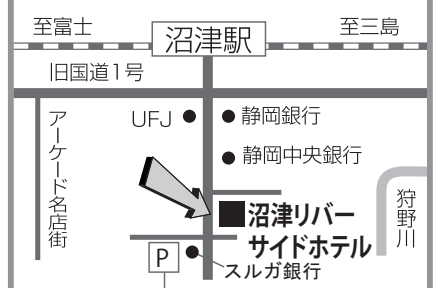 至富士
沼津駅
至三島
旧国道1号
アーケード名店街
UFJ
静岡銀行
静岡中央銀行
沼津リバー
サイドホテル
狩野川
P
スルガ銀行